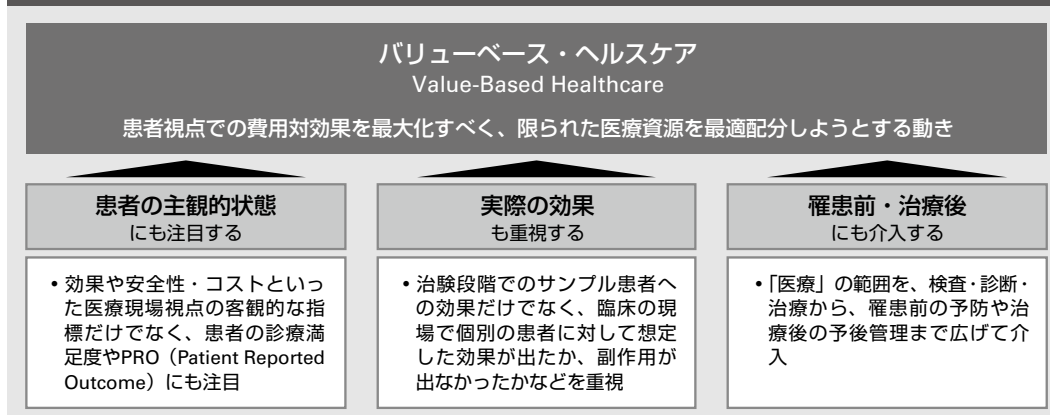 バリューベース・ヘルスケア
Value-Based Healthcare
患者視点での費用対効果を最大化すべく、限られた医療資源を最適配分しようとする動き
患者の主観的状態
にも注目する
• 効果や安全性・コストといっ
た医療現場視点の客観的な指
標だけでなく、患者の診療満
足度やPRO（Patient Reported
Outcome）にも注目
実際の効果
も重視する
• 治験段階でのサンプル患者へ
の効果だけでなく、臨床の現
場で個別の患者に対して想定
した効果が出たか、副作用が
出なかったかなどを重視
罹患前・治療後
にも介入する
•「医療」の範囲を、検査・診断・
治療から、罹患前の予防や治
療後の予後管理まで広げて介
入